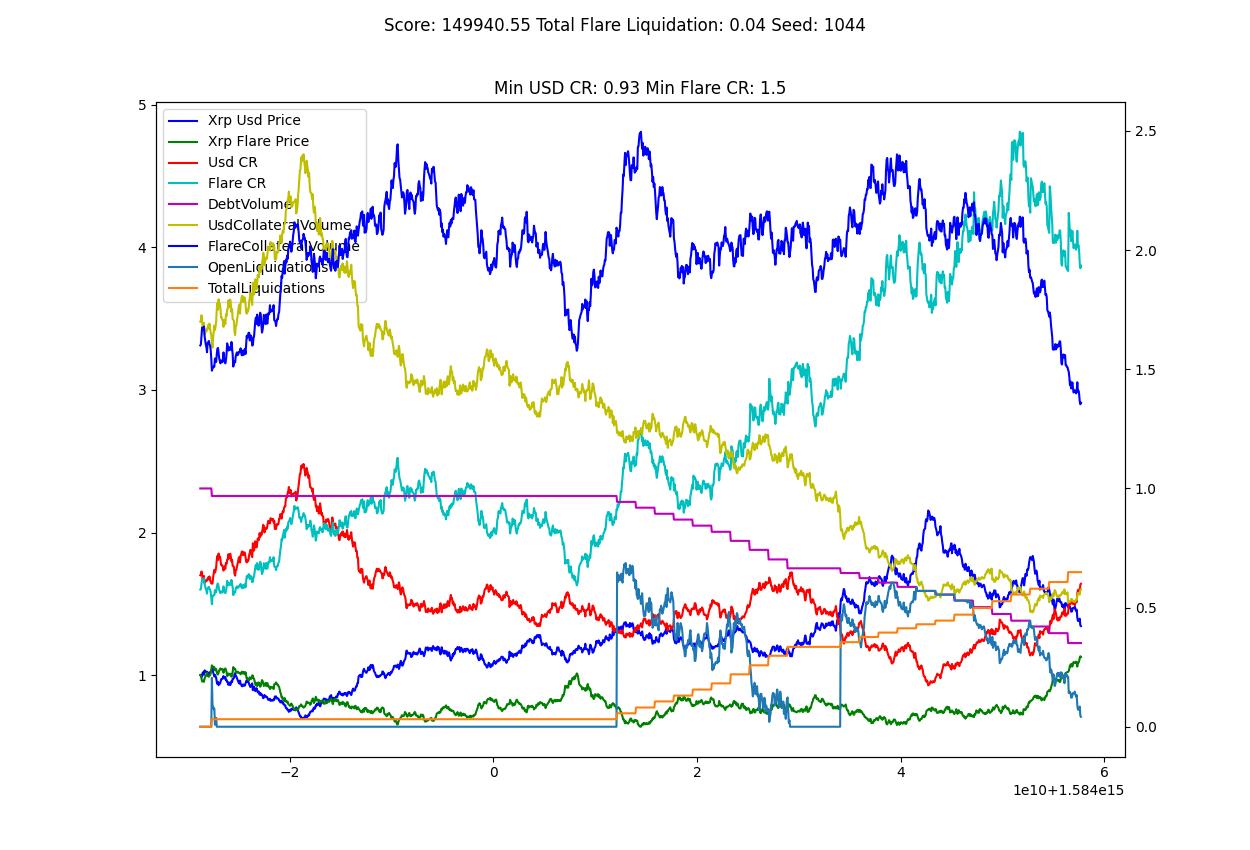 Score: 149940.55 Total Flare Liquidation: 0.04 Seed: 1044
Min USD CR: 0.93 Min Flare CR: 1.5
5
4
3
2
1
Xrp Usd Price
Xrp Flare Price
Usd CR
Flare CR
DebtVolume
UsdCollateralVolume
FlareCollateralVolume
OpenLiquidations
TotalLiquidations
2.5
2.0
1.5
1.0
0.5
0.0
−2
0
2
4
6
1e10+1.584e15